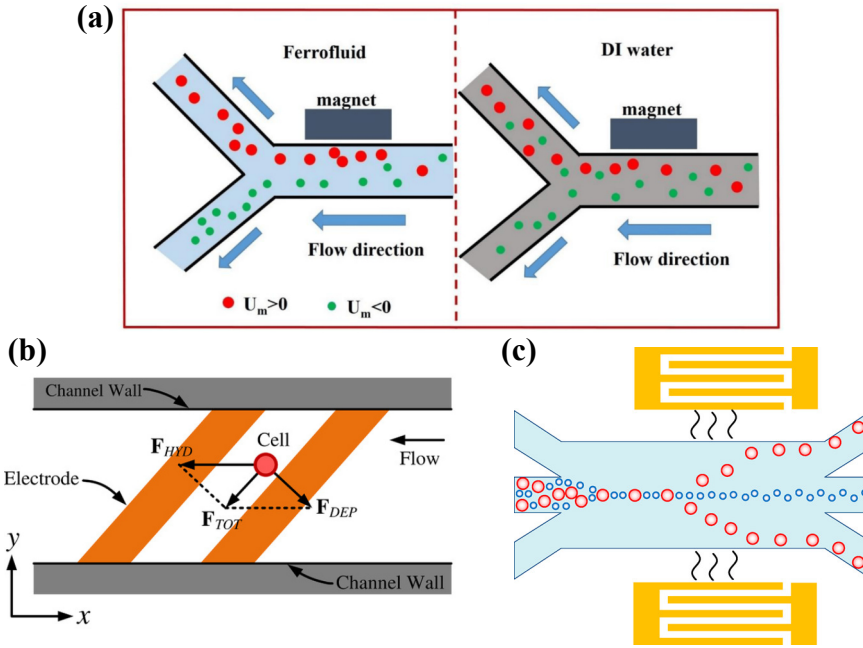 (a)
Ferrofluid
DI water
magnet
magnet
Flow direction
Flow direction
U_m>0
U_m<0
(b)
Channel Wall
Cell
F_HYD
Flow
Electrode
F_TOT
F_DEP
y
Channel Wall
x
(c)